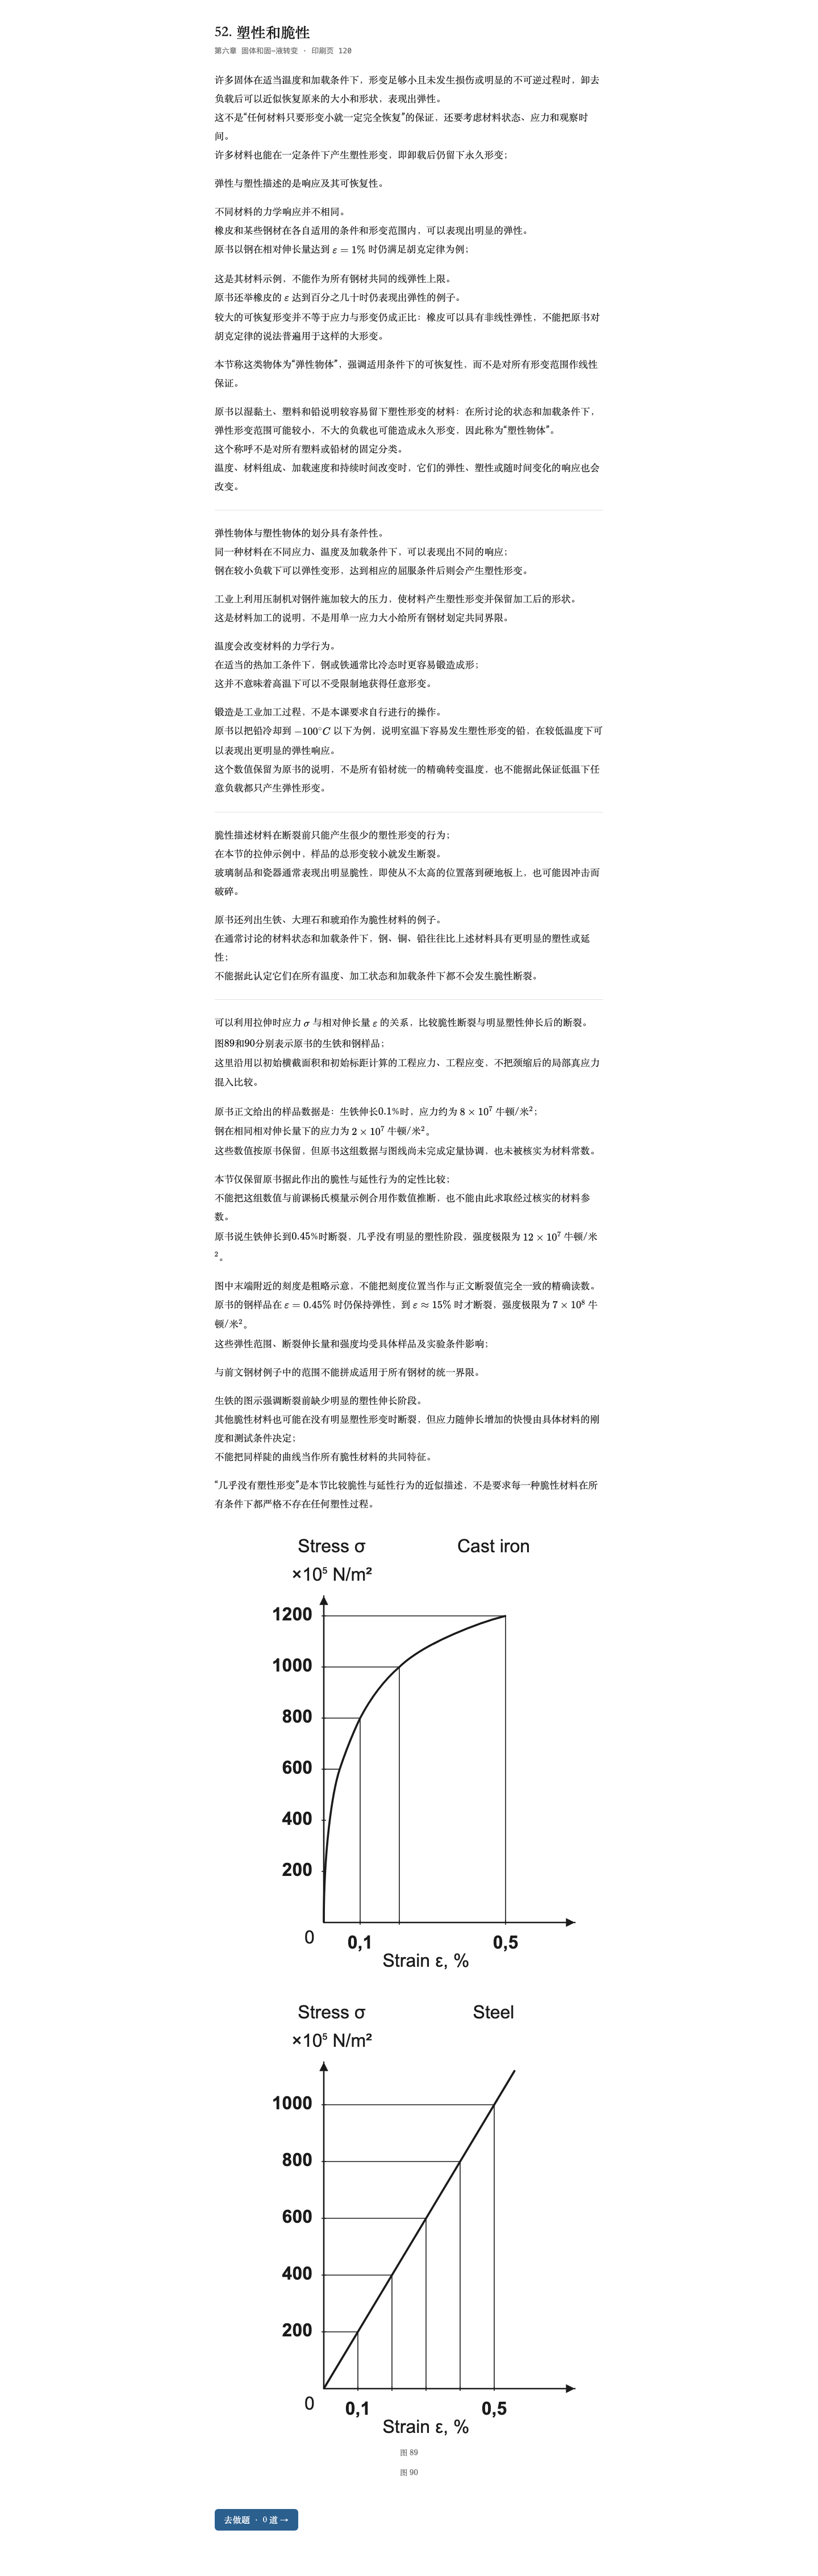 52. 塑性和脆性
第六章 固体和固-液转变 · 印刷页 120
许多固体在适当温度和加载条件下，形变足够小且未发生损伤或明显的不可逆过程时，卸去
负载后可以近似恢复原来的大小和形状，表现出弹性。
这不是“任何材料只要形变小就一定完全恢复”的保证，还要考虑材料状态、应力和观察时
间。
许多材料也能在一定条件下产生塑性形变，即卸载后仍留下永久形变；
弹性与塑性描述的是响应及其可恢复性。
不同材料的力学响应并不相同。
橡皮和某些钢材在各自适用的条件和形变范围内，可以表现出明显的弹性。
原书以钢在相对伸长量达到 ε = 1% 时仍满足胡克定律为例；
这是其材料示例，不能作为所有钢材共同的线弹性上限。
原书还举橡皮的 ε 达到百分之几十时仍表现出弹性的例子。
较大的可恢复形变并不等于应力与形变仍成正比：橡皮可以具有非线性弹性，不能把原书对
胡克定律的说法普遍用于这样的大形变。
本节称这类物体为“弹性物体”，强调适用条件下的可恢复性，而不是对所有形变范围作线性
保证。
原书以湿黏土、塑料和铅说明较容易留下塑性形变的材料：在所讨论的状态和加载条件下，
弹性形变范围可能较小，不大的负载也可能造成永久形变，因此称为“塑性物体”。
这个称呼不是对所有塑料或铅材的固定分类。
温度、材料组成、加载速度和持续时间改变时，它们的弹性、塑性或随时间变化的响应也会
改变。
弹性物体与塑性物体的划分具有条件性。
同一种材料在不同应力、温度及加载条件下，可以表现出不同的响应；
钢在较小负载下可以弹性变形，达到相应的屈服条件后则会产生塑性形变。
工业上利用压制机对钢件施加较大的压力，使材料产生塑性形变并保留加工后的形状。
这是材料加工的说明，不是用单一应力大小给所有钢材划定共同界限。
温度会改变材料的力学行为。
在适当的热加工条件下，钢或铁通常比冷态时更容易锻造成形；
这并不意味着高温下可以不受限制地获得任意形变。
锻造是工业加工过程，不是本课要求自行进行的操作。
原书以把铅冷却到 −100°C 以下为例，说明室温下容易发生塑性形变的铅，在较低温度下可
以表现出更明显的弹性响应。
这个数值保留为原书的说明，不是所有铅材统一的精确转变温度，也不能据此保证低温下任
意负载都只产生弹性形变。
脆性描述材料在断裂前只能产生很少的塑性形变的行为；
在本节的拉伸示例中，样品的总形变较小就发生断裂。
玻璃制品和瓷器通常表现出明显脆性，即使从不太高的位置落到硬地板上，也可能因冲击而
破碎。
原书还列出生铁、大理石和琥珀作为脆性材料的例子。
在通常讨论的材料状态和加载条件下，钢、铜、铅往往比上述材料具有更明显的塑性或延
性；
不能据此认定它们在所有温度、加工状态和加载条件下都不会发生脆性断裂。
可以利用拉伸时应力 σ 与相对伸长量 ε 的关系，比较脆性断裂与明显塑性伸长后的断裂。
图89和90分别表示原书的生铁和钢样品；
这里沿用以初始横截面积和初始标距计算的工程应力、工程应变，不把颈缩后的局部真应力
混入比较。
原书正文给出的样品数据是：生铁伸长0.1%时，应力约为 8 × 10⁷ 牛顿/米²；
钢在相同相对伸长量下的应力为 2 × 10⁷ 牛顿/米²。
这些数值按原书保留，但原书这组数据与图线尚未完成定量协调，也未被核实为材料常数。
本节仅保留原书据此作出的脆性与延性行为的定性比较；
不能把这组数值与前课杨氏模量示例合用作数值推断，也不能由此求取经过核实的材料参
数。
原书说生铁伸长到0.45%时断裂，几乎没有明显的塑性阶段，强度极限为 12 × 10⁷ 牛顿/米
²。
图中末端附近的刻度是粗略示意，不能把刻度位置当作与正文断裂值完全一致的精确读数。
原书的钢样品在 ε = 0.45% 时仍保持弹性，到 ε ≈ 15% 时才断裂，强度极限为 7 × 10⁸ 牛
顿/米²。
这些弹性范围、断裂伸长量和强度均受具体样品及实验条件影响；
与前文钢材例子中的范围不能拼成适用于所有钢材的统一界限。
生铁的图示强调断裂前缺少明显的塑性伸长阶段。
其他脆性材料也可能在没有明显塑性形变时断裂，但应力随伸长增加的快慢由具体材料的刚
度和测试条件决定；
不能把同样陡的曲线当作所有脆性材料的共同特征。
“几乎没有塑性形变”是本节比较脆性与延性行为的近似描述，不是要求每一种脆性材料在所
有条件下都严格不存在任何塑性过程。
Stress σ Cast iron
×10⁵ N/m²
1200
1000
800
600
400
200
0
0,1 0,5
Strain ε, %
Stress σ Steel
×10⁵ N/m²
1000
800
600
400
200
0
0,1 0,5
Strain ε, %
图 89
图 90
去做题 · 0 道 →